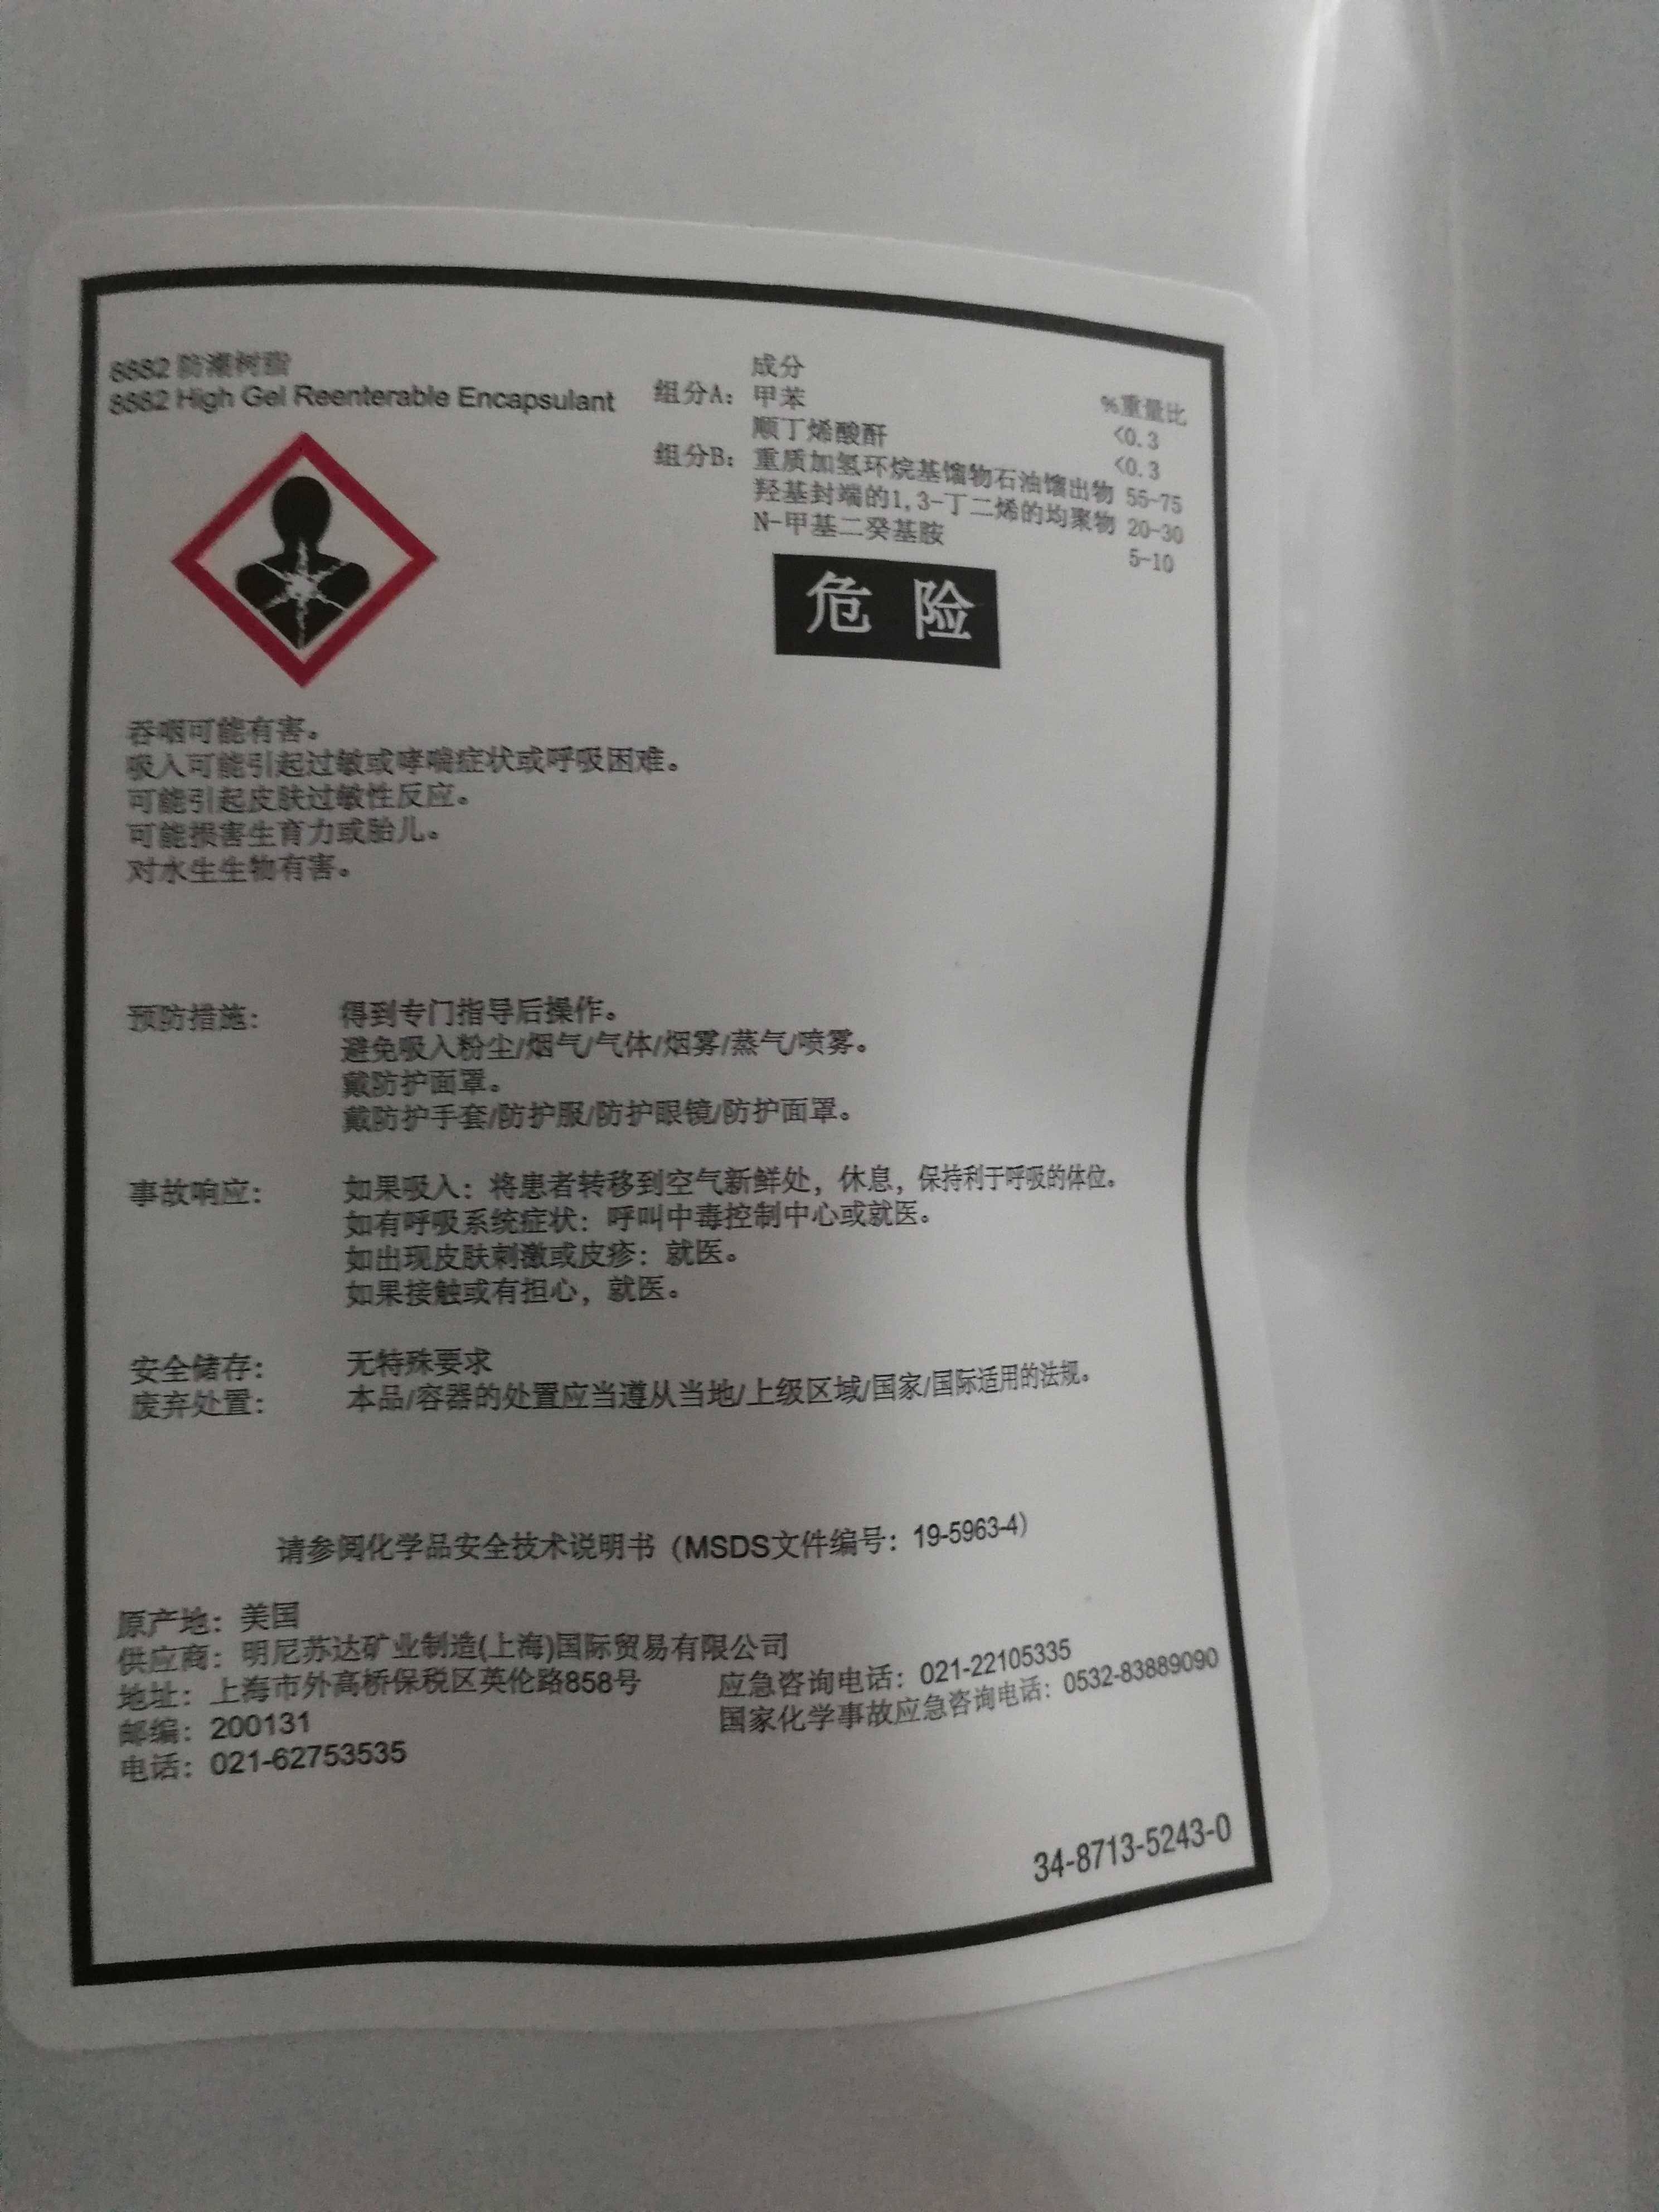 8882 防潮树脂
8882 High Gel Reenterable Encapsulant
成分
%重量比
组分A: 甲苯 <0.3
顺丁烯酸酐 <0.3
组分B: 重质加氢环烷基馏物石油馏出物 55-75
羟基封端的1,3-丁二烯的均聚物 20-30
N-甲基二癸基胺 5-10
危 险
吞咽可能有害。
吸入可能引起过敏或哮喘症状或呼吸困难。
可能引起皮肤过敏性反应。
可能损害生育力或胎儿。
对水生生物有害。
预防措施: 得到专门指导后操作。
避免吸入粉尘/烟气/气体/烟雾/蒸气/喷雾。
戴防护面罩。
戴防护手套/防护服/防护眼镜/防护面罩。
事故响应: 如果吸入: 将患者转移到空气新鲜处, 休息, 保持利于呼吸的体位。
如有呼吸系统症状: 呼叫中毒控制中心或就医。
如出现皮肤刺激或皮疹: 就医。
如果接触或有担心, 就医。
安全储存: 无特殊要求
废弃处置: 本品/容器的处置应当遵从当地/上级区域/国家/国际适用的法规。
请参阅化学品安全技术说明书 (MSDS文件编号: 19-5963-4)
原产地: 美国
供应商: 明尼苏达矿业制造(上海)国际贸易有限公司
地址: 上海市外高桥保税区英伦路858号
邮编: 200131
电话: 021-62753535
应急咨询电话: 021-22105335
国家化学事故应急咨询电话: 0532-83889090
34-8713-5243-0